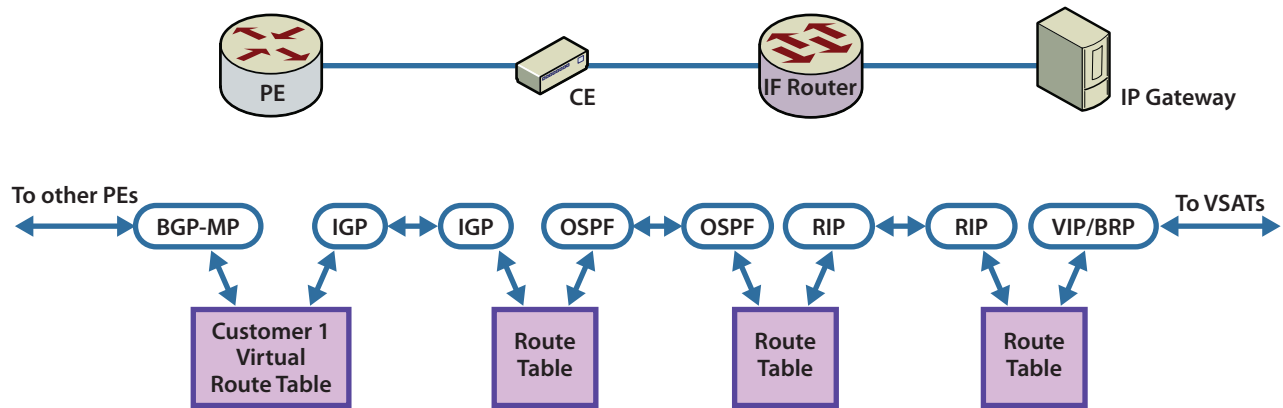 PE
CE
IF Router
IP Gateway
To other PEs
To VSATs
BGP-MP
IGP
IGP
OSPF
OSPF
RIP
RIP
VIP/BRP
Customer 1
Virtual
Route Table
Route
Table
Route
Table
Route
Table